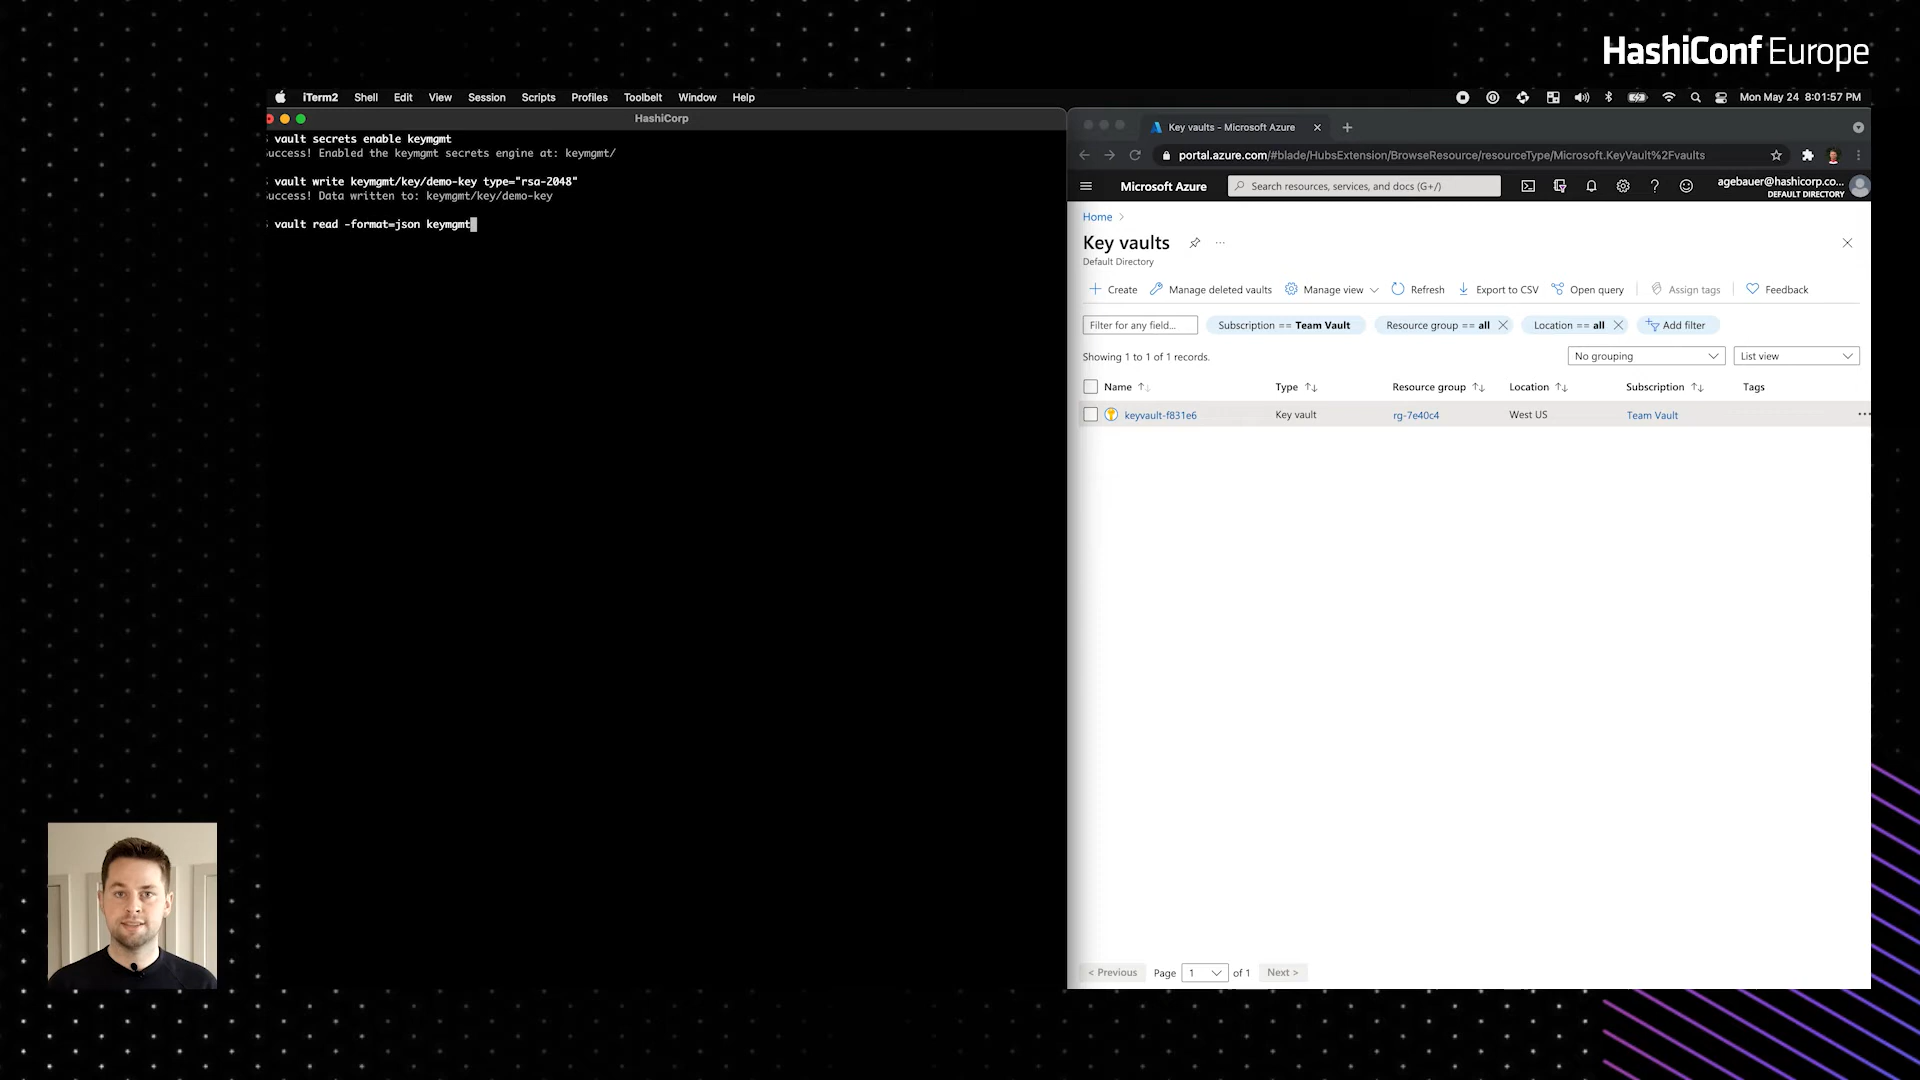 HashiConf Europe
iTerm2 Shell Edit View Session Scripts Profiles Toolbelt Window Help
Mon May 24 8:01:57 PM
HashiCorp
vault secrets enable keymgmt
uccess! Enabled the keymgmt secrets engine at: keymgmt/
vault write keymgmt/key/demo-key type="rsa-2048"
uccess! Data written to: keymgmt/key/demo-key
vault read -format=json keymgmt
Key vaults - Microsoft Azure
portal.azure.com/#blade/HubsExtension/BrowseResource/resourceType/Microsoft.KeyVault%2Fvaults
Microsoft Azure
Search resources, services, and docs (G+/)
agebauer@hashicorp.co...
DEFAULT DIRECTORY
Home >
Key vaults
Default Directory
Create Manage deleted vaults Manage view Refresh Export to CSV Open query Assign tags Feedback
Filter for any field... Subscription == Team Vault Resource group == all Location == all Add filter
Showing 1 to 1 of 1 records.
No grouping List view
Name Type Resource group Location Subscription Tags
keyvault-f831e6 Key vault rg-7e40c4 West US Team Vault
< Previous Page 1 of 1 Next >